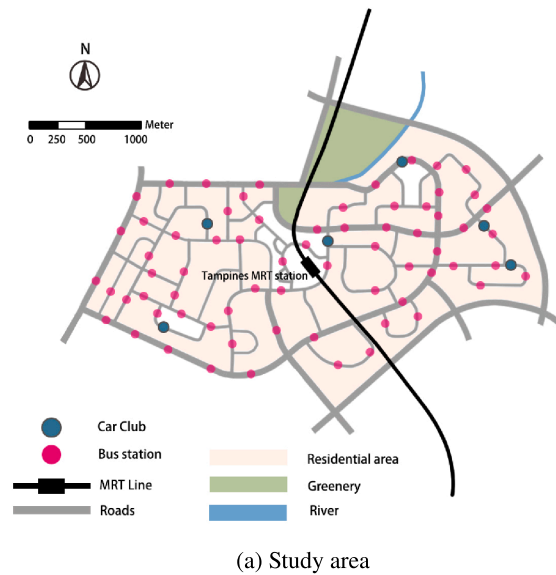 N
Meter
0 250 500 1000
Tampines MRT station
Car Club
Bus station
MRT Line
Roads
Residential area
Greenery
River
(a) Study area